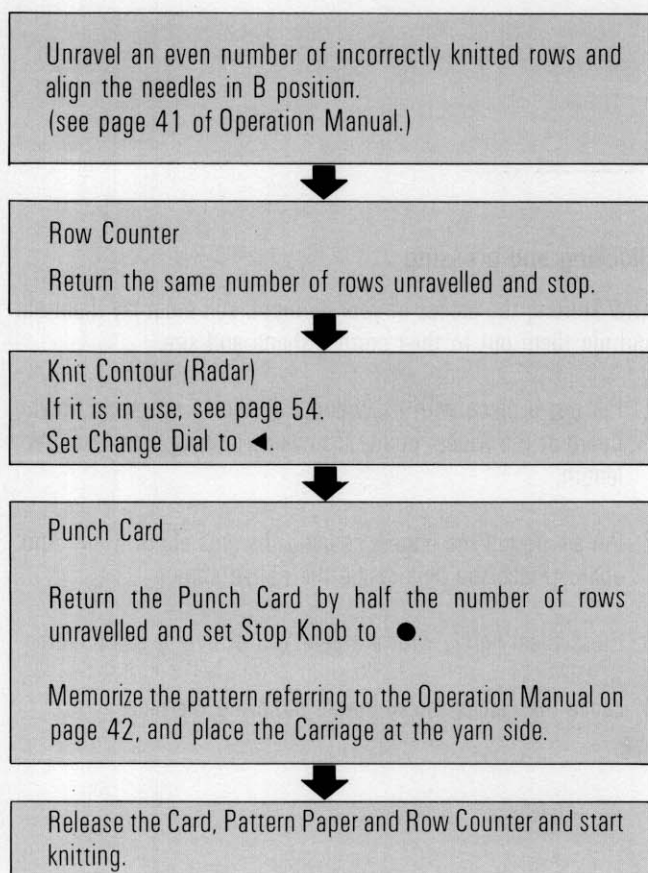 Unravel an even number of incorrectly knitted rows and
align the needles in B position.
(see page 41 of Operation Manual.)
Row Counter
Return the same number of rows unravelled and stop.
Knit Contour (Radar)
If it is in use, see page 54.
Set Change Dial to ◀.
Punch Card
Return the Punch Card by half the number of rows
unravelled and set Stop Knob to ●.
Memorize the pattern referring to the Operation Manual on
page 42, and place the Carriage at the yarn side.
Release the Card, Pattern Paper and Row Counter and start
knitting.